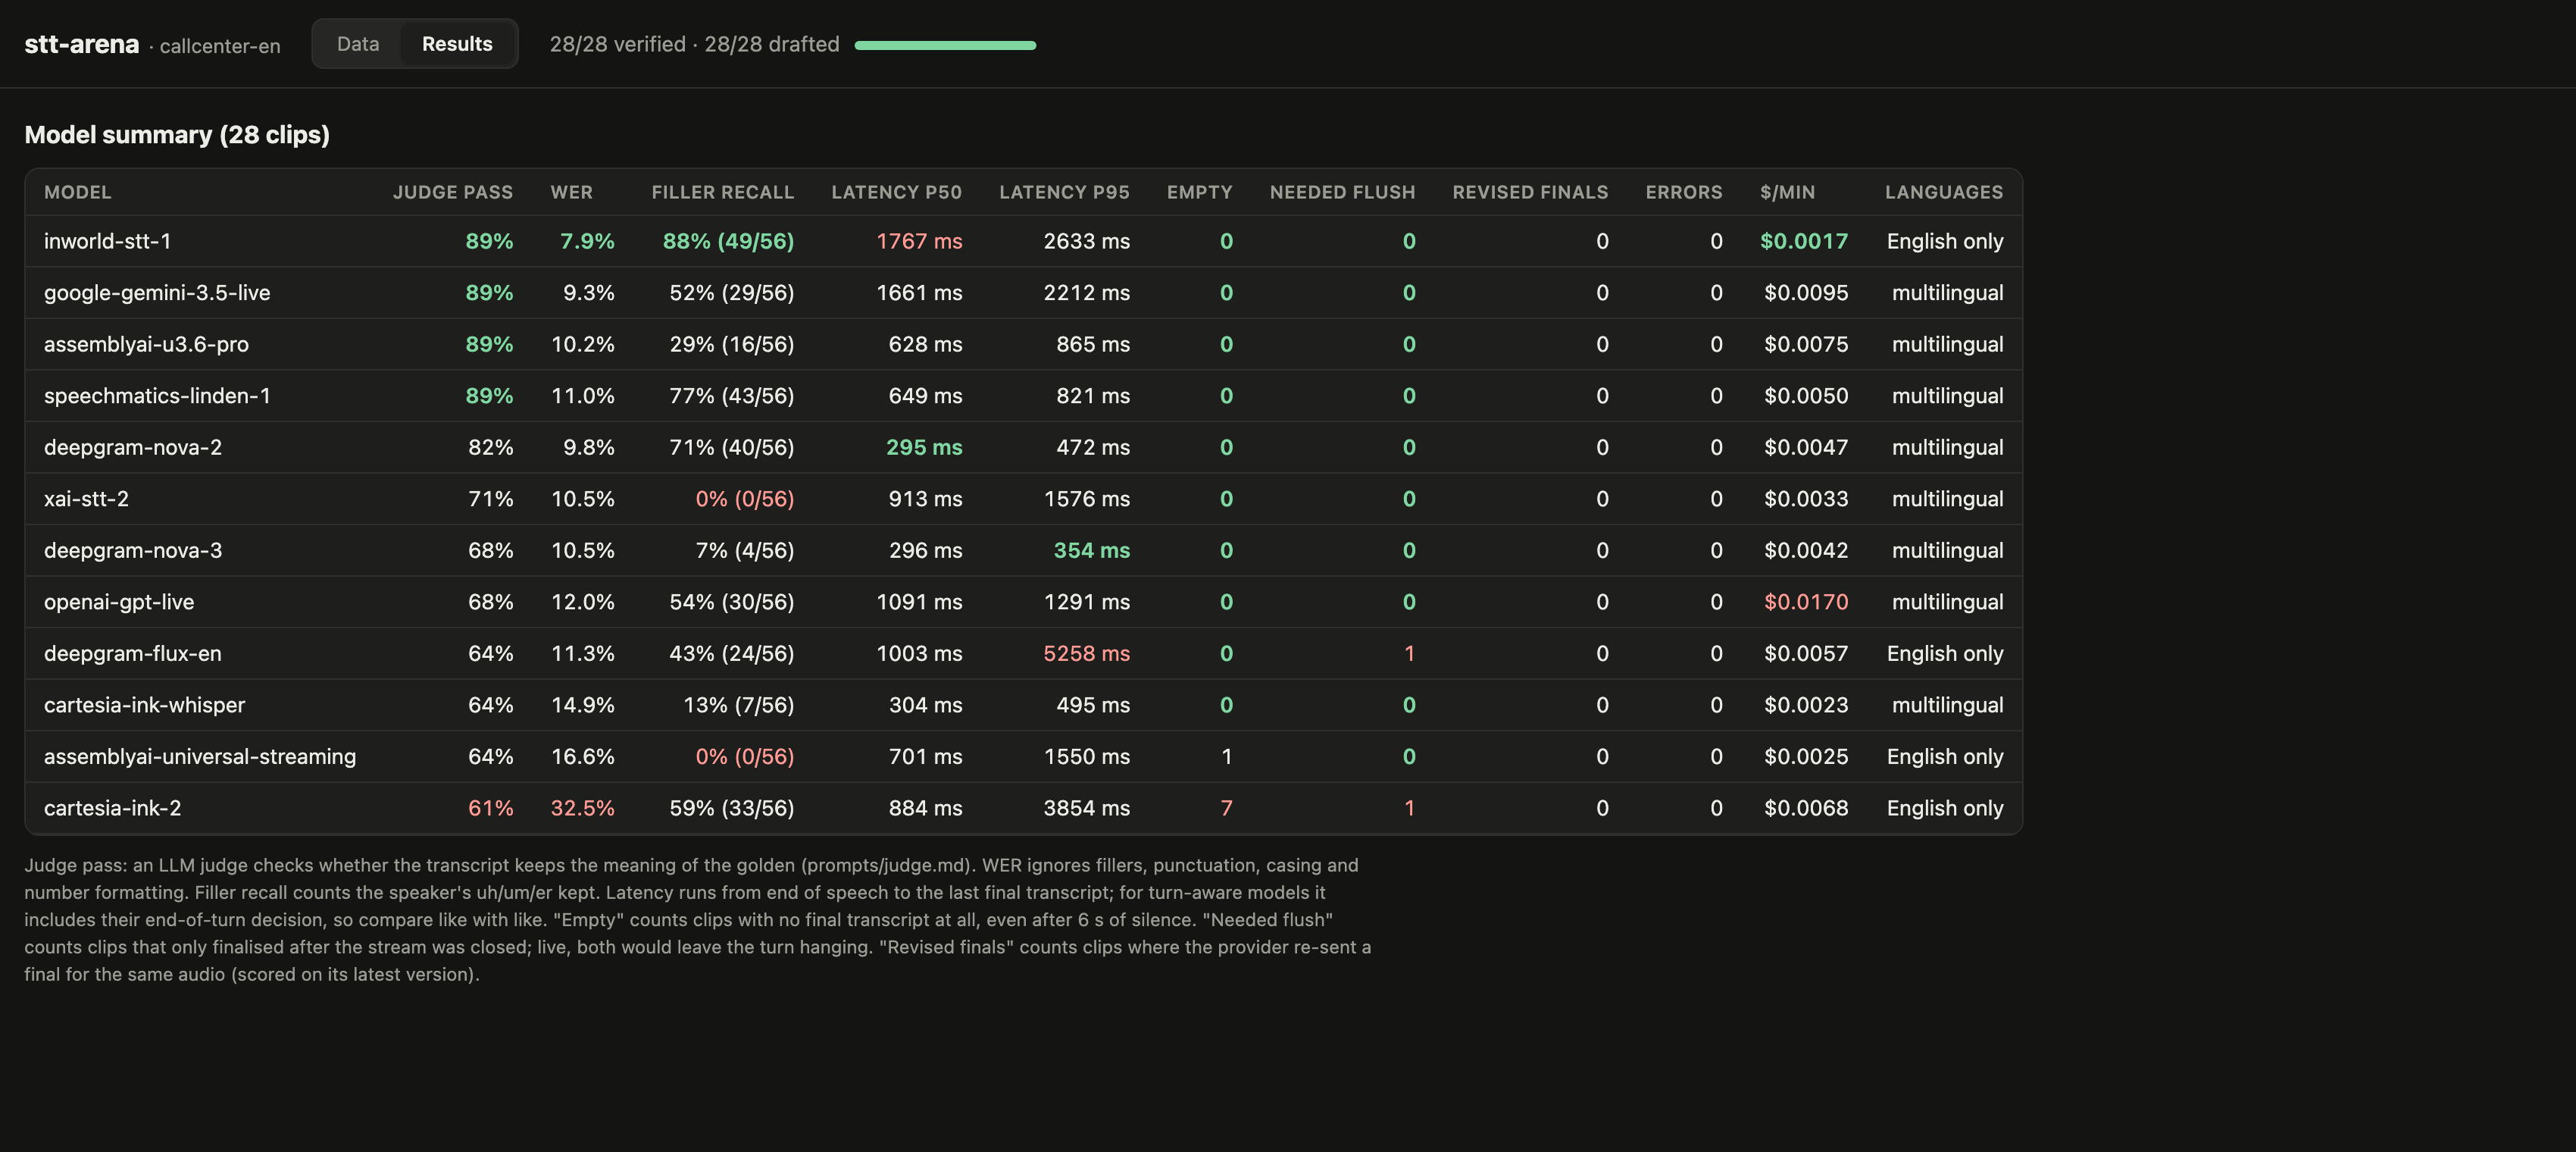 stt-arena · callcenter-en Data Results 28/28 verified · 28/28 drafted
Model summary (28 clips)
MODEL JUDGE PASS WER FILLER RECALL LATENCY P50 LATENCY P95 EMPTY NEEDED FLUSH REVISED FINALS ERRORS $/MIN LANGUAGES
inworld-stt-1 89% 7.9% 88% (49/56) 1767 ms 2633 ms 0 0 0 0 $0.0017 English only
google-gemini-3.5-live 89% 9.3% 52% (29/56) 1661 ms 2212 ms 0 0 0 0 $0.0095 multilingual
assemblyai-u3.6-pro 89% 10.2% 29% (16/56) 628 ms 865 ms 0 0 0 0 $0.0075 multilingual
speechmatics-linden-1 89% 11.0% 77% (43/56) 649 ms 821 ms 0 0 0 0 $0.0050 multilingual
deepgram-nova-2 82% 9.8% 71% (40/56) 295 ms 472 ms 0 0 0 0 $0.0047 multilingual
xai-stt-2 71% 10.5% 0% (0/56) 913 ms 1576 ms 0 0 0 0 $0.0033 multilingual
deepgram-nova-3 68% 10.5% 7% (4/56) 296 ms 354 ms 0 0 0 0 $0.0042 multilingual
openai-gpt-live 68% 12.0% 54% (30/56) 1091 ms 1291 ms 0 0 0 0 $0.0170 multilingual
deepgram-flux-en 64% 11.3% 43% (24/56) 1003 ms 5258 ms 0 1 0 0 $0.0057 English only
cartesia-ink-whisper 64% 14.9% 13% (7/56) 304 ms 495 ms 0 0 0 0 $0.0023 multilingual
assemblyai-universal-streaming 64% 16.6% 0% (0/56) 701 ms 1550 ms 1 0 0 0 $0.0025 English only
cartesia-ink-2 61% 32.5% 59% (33/56) 884 ms 3854 ms 7 1 0 0 $0.0068 English only
Judge pass: an LLM judge checks whether the transcript keeps the meaning of the golden (prompts/judge.md). WER ignores fillers, punctuation, casing and
number formatting. Filler recall counts the speaker's uh/um/er kept. Latency runs from end of speech to the last final transcript; for turn-aware models it
includes their end-of-turn decision, so compare like with like. "Empty" counts clips with no final transcript at all, even after 6 s of silence. "Needed flush"
counts clips that only finalised after the stream was closed; live, both would leave the turn hanging. "Revised finals" counts clips where the provider re-sent a
final for the same audio (scored on its latest version).